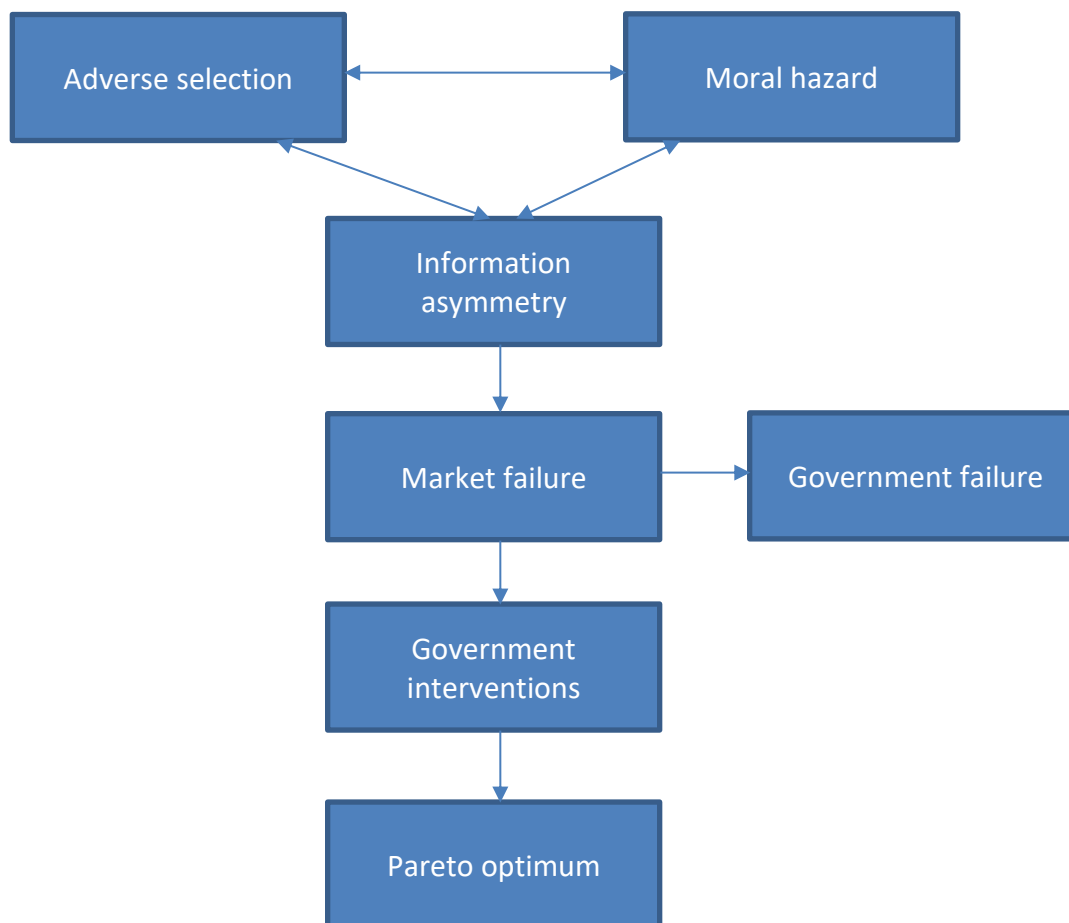 Adverse selection
Moral hazard
Information
asymmetry
Market failure
Government failure
Government
interventions
Pareto optimum